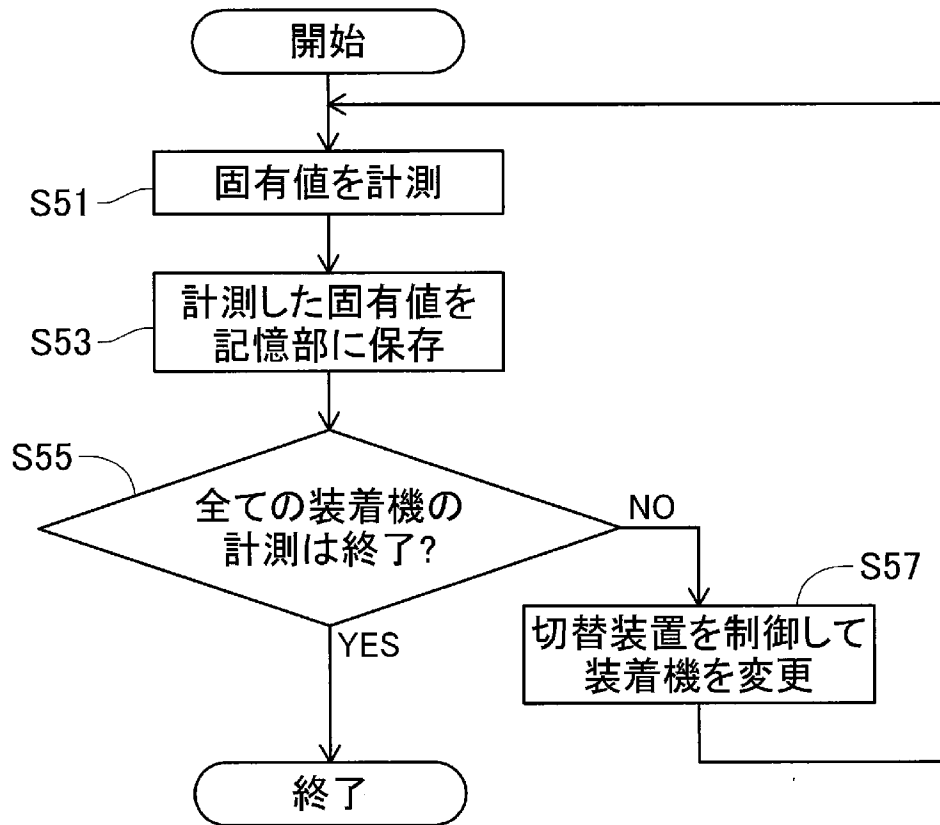 開始
S51
固有値を計測
S53
計測した固有値を
記憶部に保存
S55
全ての装着機の
計測は終了?
NO
YES
S57
切替装置を制御して
装着機を変更
終了